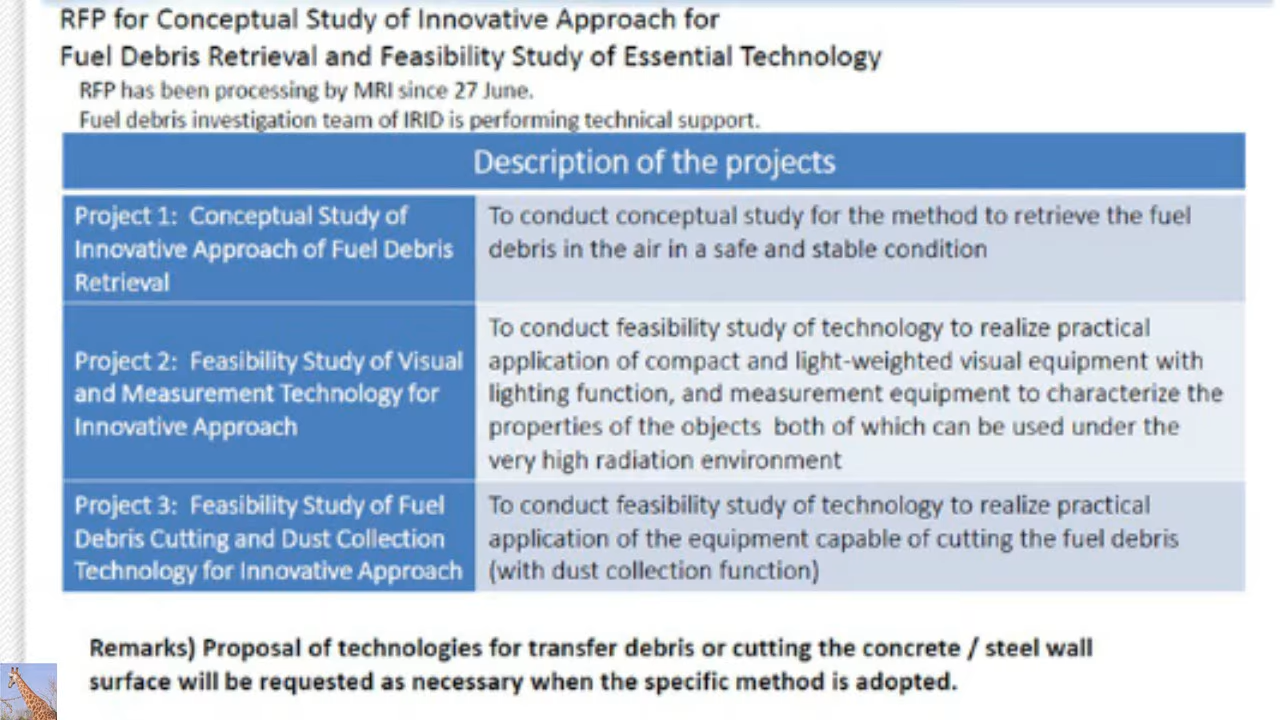 RFP for Conceptual Study of Innovative Approach for
Fuel Debris Retrieval and Feasibility Study of Essential Technology
RFP has been processing by MRI since 27 June.
Fuel debris investigation team of IRID is performing technical support.
Description of the projects
Project 1: Conceptual Study of
Innovative Approach of Fuel Debris
Retrieval
To conduct conceptual study for the method to retrieve the fuel
debris in the air in a safe and stable condition
Project 2: Feasibility Study of Visual
and Measurement Technology for
Innovative Approach
To conduct feasibility study of technology to realize practical
application of compact and light-weighted visual equipment with
lighting function, and measurement equipment to characterize the
properties of the objects both of which can be used under the
very high radiation environment
Project 3: Feasibility Study of Fuel
Debris Cutting and Dust Collection
Technology for Innovative Approach
To conduct feasibility study of technology to realize practical
application of the equipment capable of cutting the fuel debris
(with dust collection function)
Remarks) Proposal of technologies for transfer debris or cutting the concrete / steel wall
surface will be requested as necessary when the specific method is adopted.